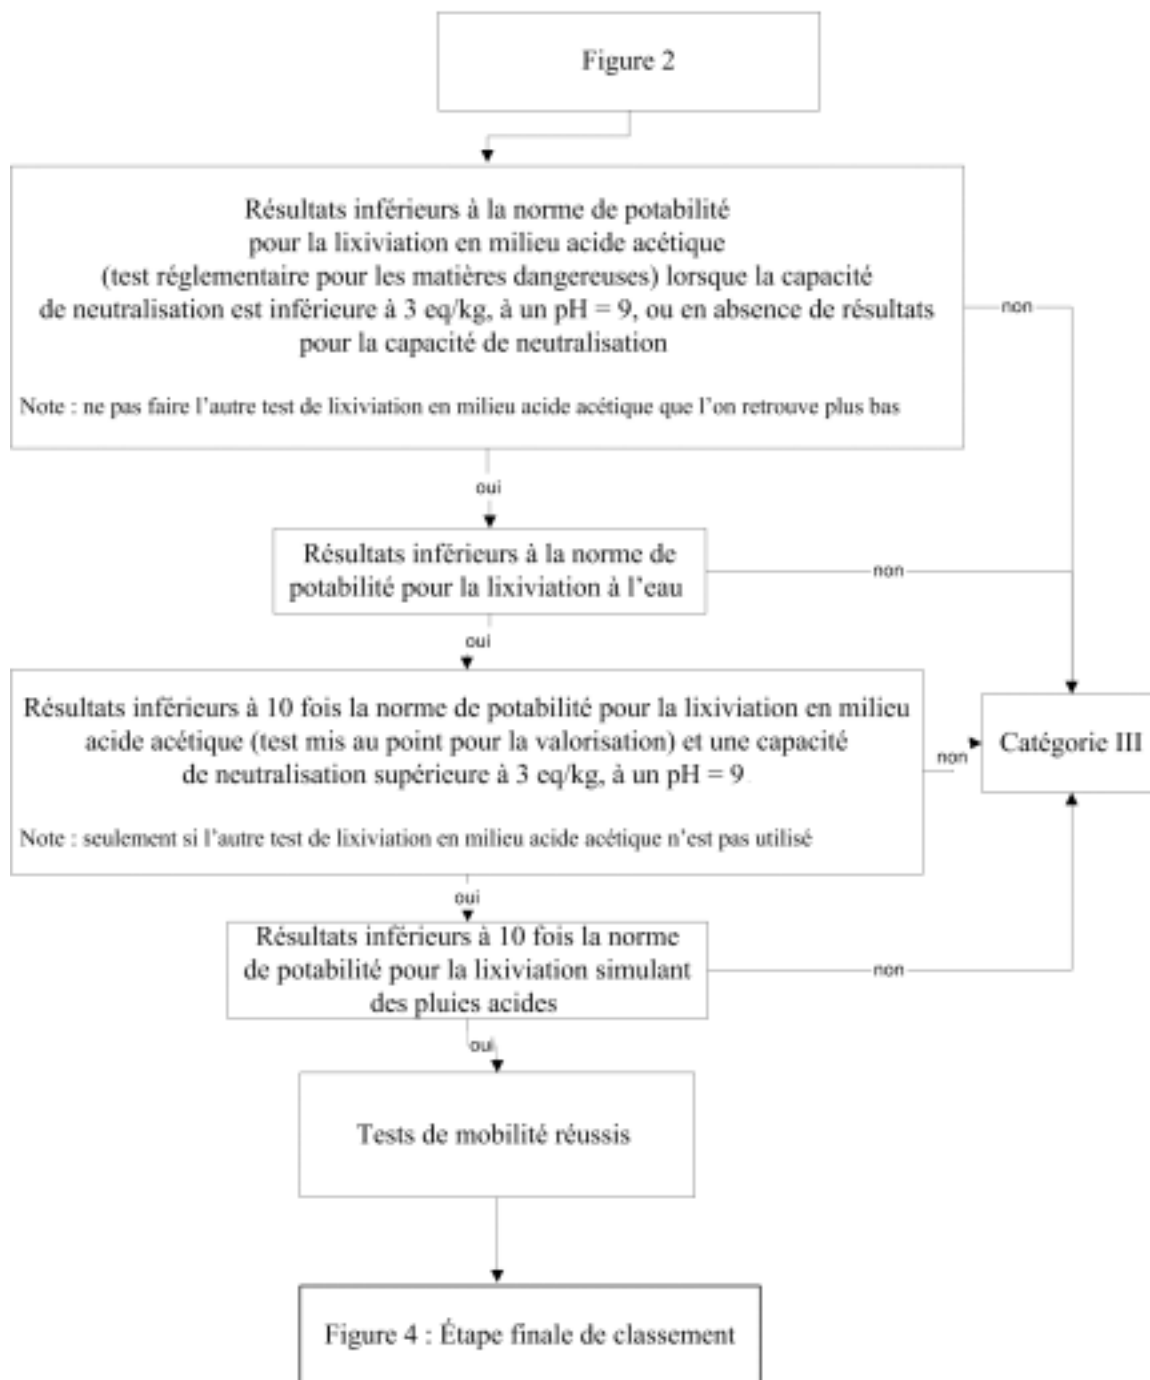 Figure 2
Résultats inférieurs à la norme de potabilité
pour la lixiviation en milieu acide acétique
(test réglementaire pour les matières dangereuses) lorsque la capacité
de neutralisation est inférieure à 3 eq/kg, à un pH = 9, ou en absence de résultats
pour la capacité de neutralisation
non
Note : ne pas faire l'autre test de lixiviation en milieu acide acétique que l'on retrouve plus bas
oui
Résultats inférieurs à la norme de
potabilité pour la lixiviation à l'eau
non
oui
Résultats inférieurs à 10 fois la norme de potabilité pour la lixiviation en milieu
acide acétique (test mis au point pour la valorisation) et une capacité
de neutralisation supérieure à 3 eq/kg, à un pH = 9
non
Catégorie III
Note : seulement si l'autre test de lixiviation en milieu acide acétique n'est pas utilisé
oui
Résultats inférieurs à 10 fois la norme
de potabilité pour la lixiviation simulant
des pluies acides
non
oui
Tests de mobilité réussis
Figure 4 : Étape finale de classement